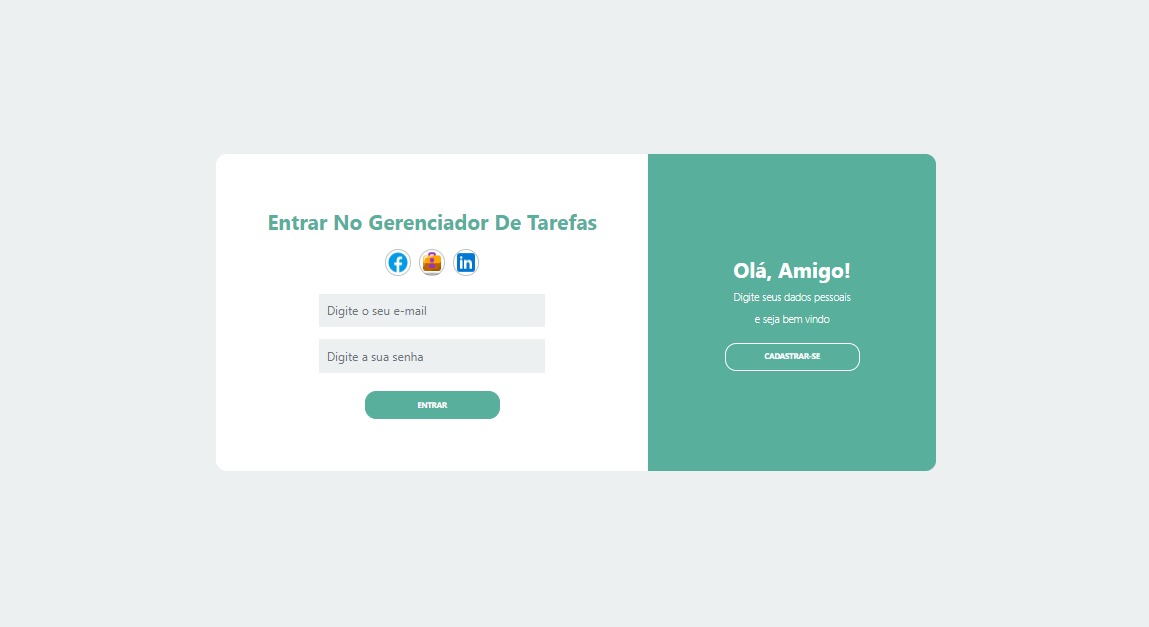 Entrar No Gerenciador De Tarefas
in
Digite o seu e-mail
Digite a sua senha
ENTRAR
Olá, Amigo!
Digite seus dados pessoais
e seja bem vindo
CADASTRAR-SE